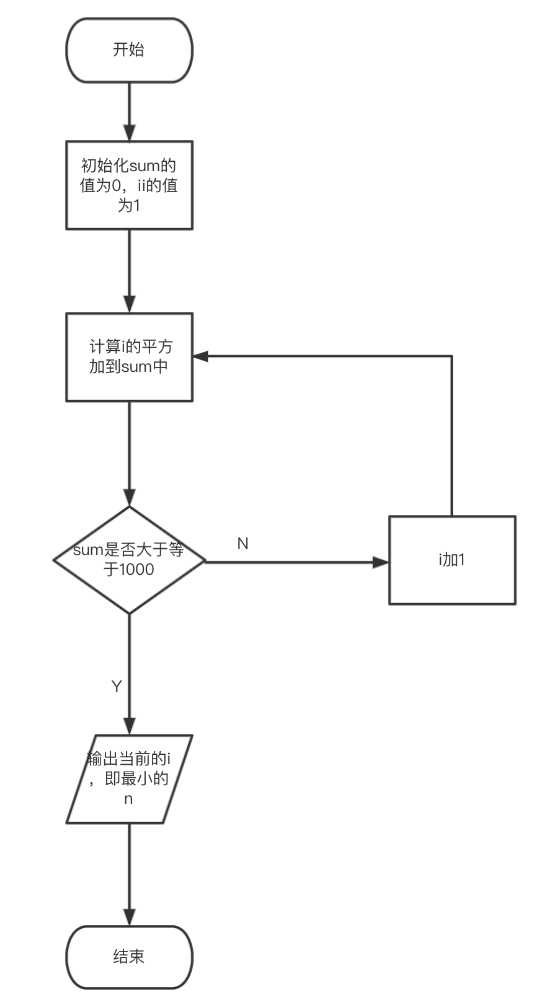 开始
初始化sum的
值为0，ii的值
为1
计算i的平方
加到sum中
sum是否大于等
于1000
N
i加1
Y
输出当前的i
，即最小的
n
结束